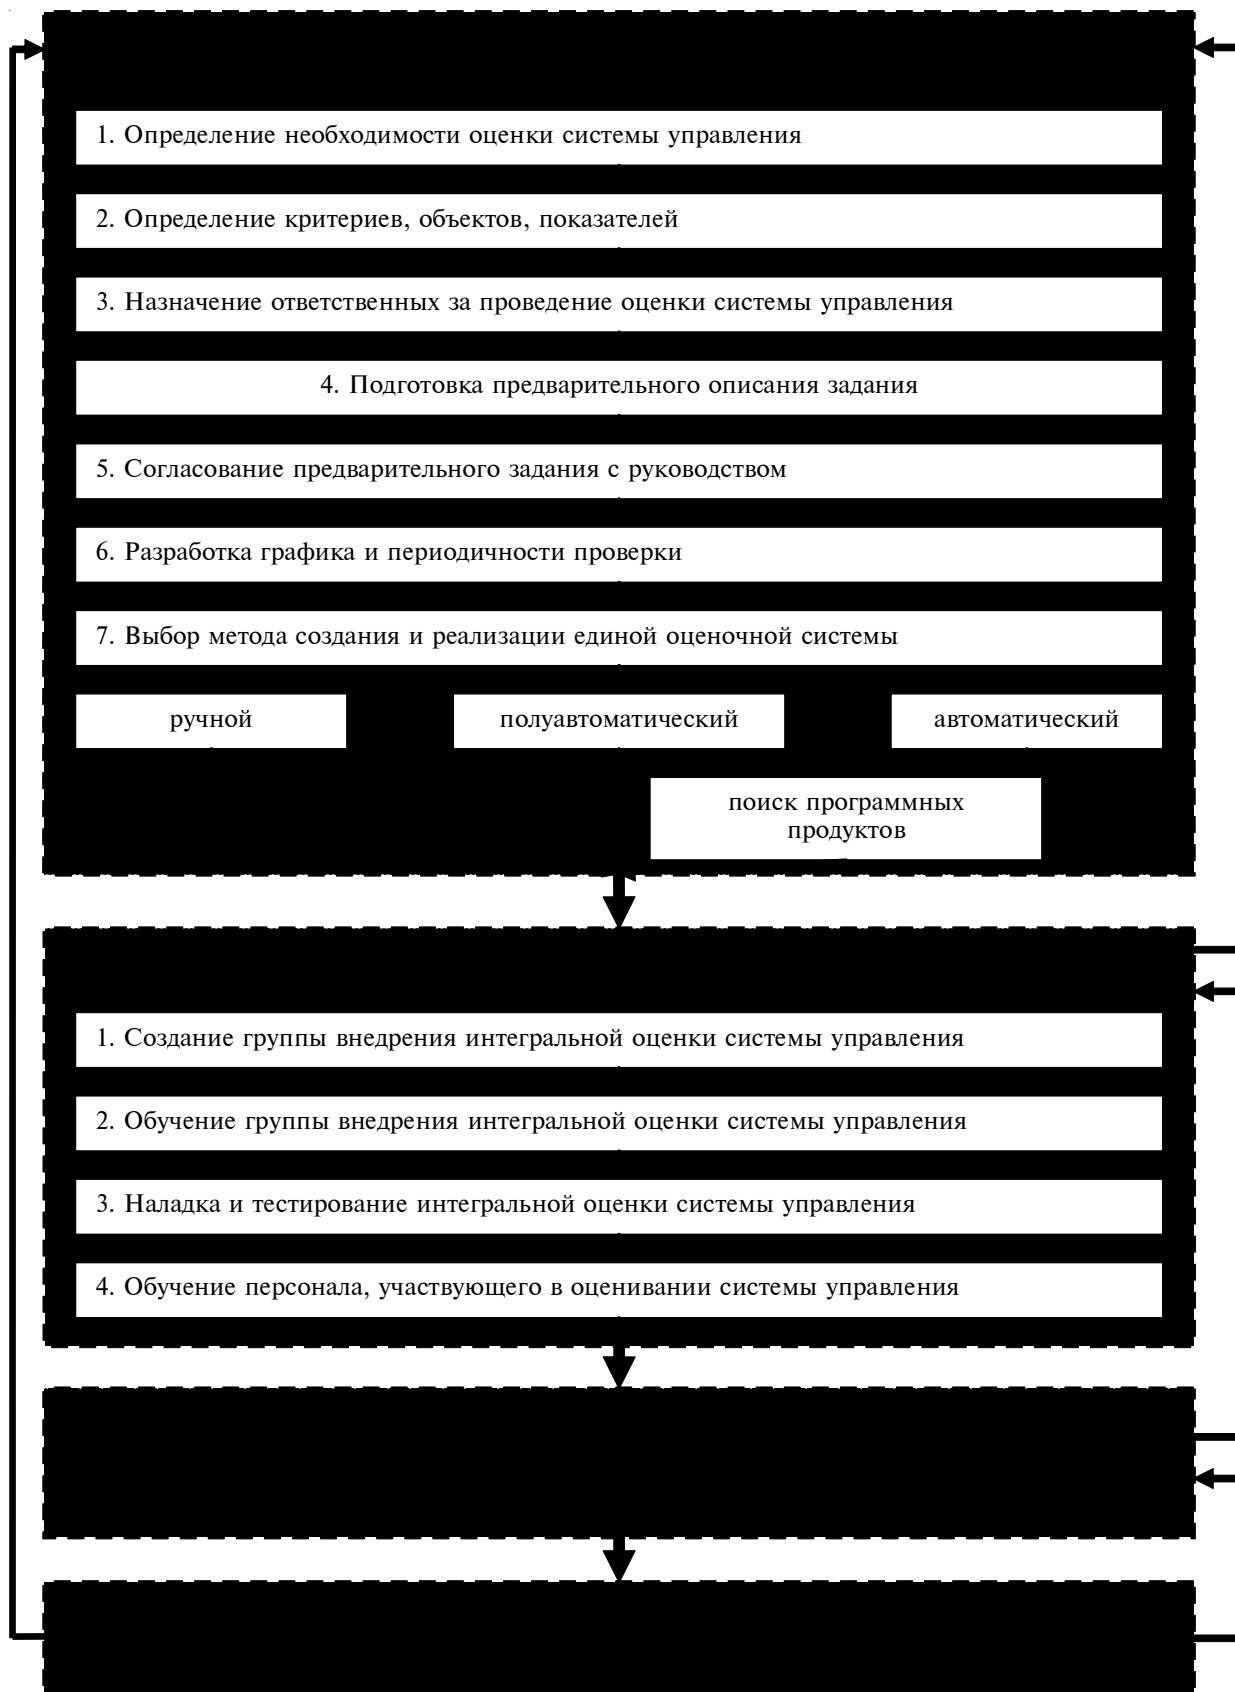 1. Определение необходимости оценки системы управления
2. Определение критериев, объектов, показателей
3. Назначение ответственных за проведение оценки системы управления
4. Подготовка предварительного описания задания
5. Согласование предварительного задания с руководством
6. Разработка графика и периодичности проверки
7. Выбор метода создания и реализации единой оценочной системы
ручной
полуавтоматический
автоматический
поиск программных
продуктов
1. Создание группы внедрения интегральной оценки системы управления
2. Обучение группы внедрения интегральной оценки системы управления
3. Наладка и тестирование интегральной оценки системы управления
4. Обучение персонала, участвующего в оценивании системы управления